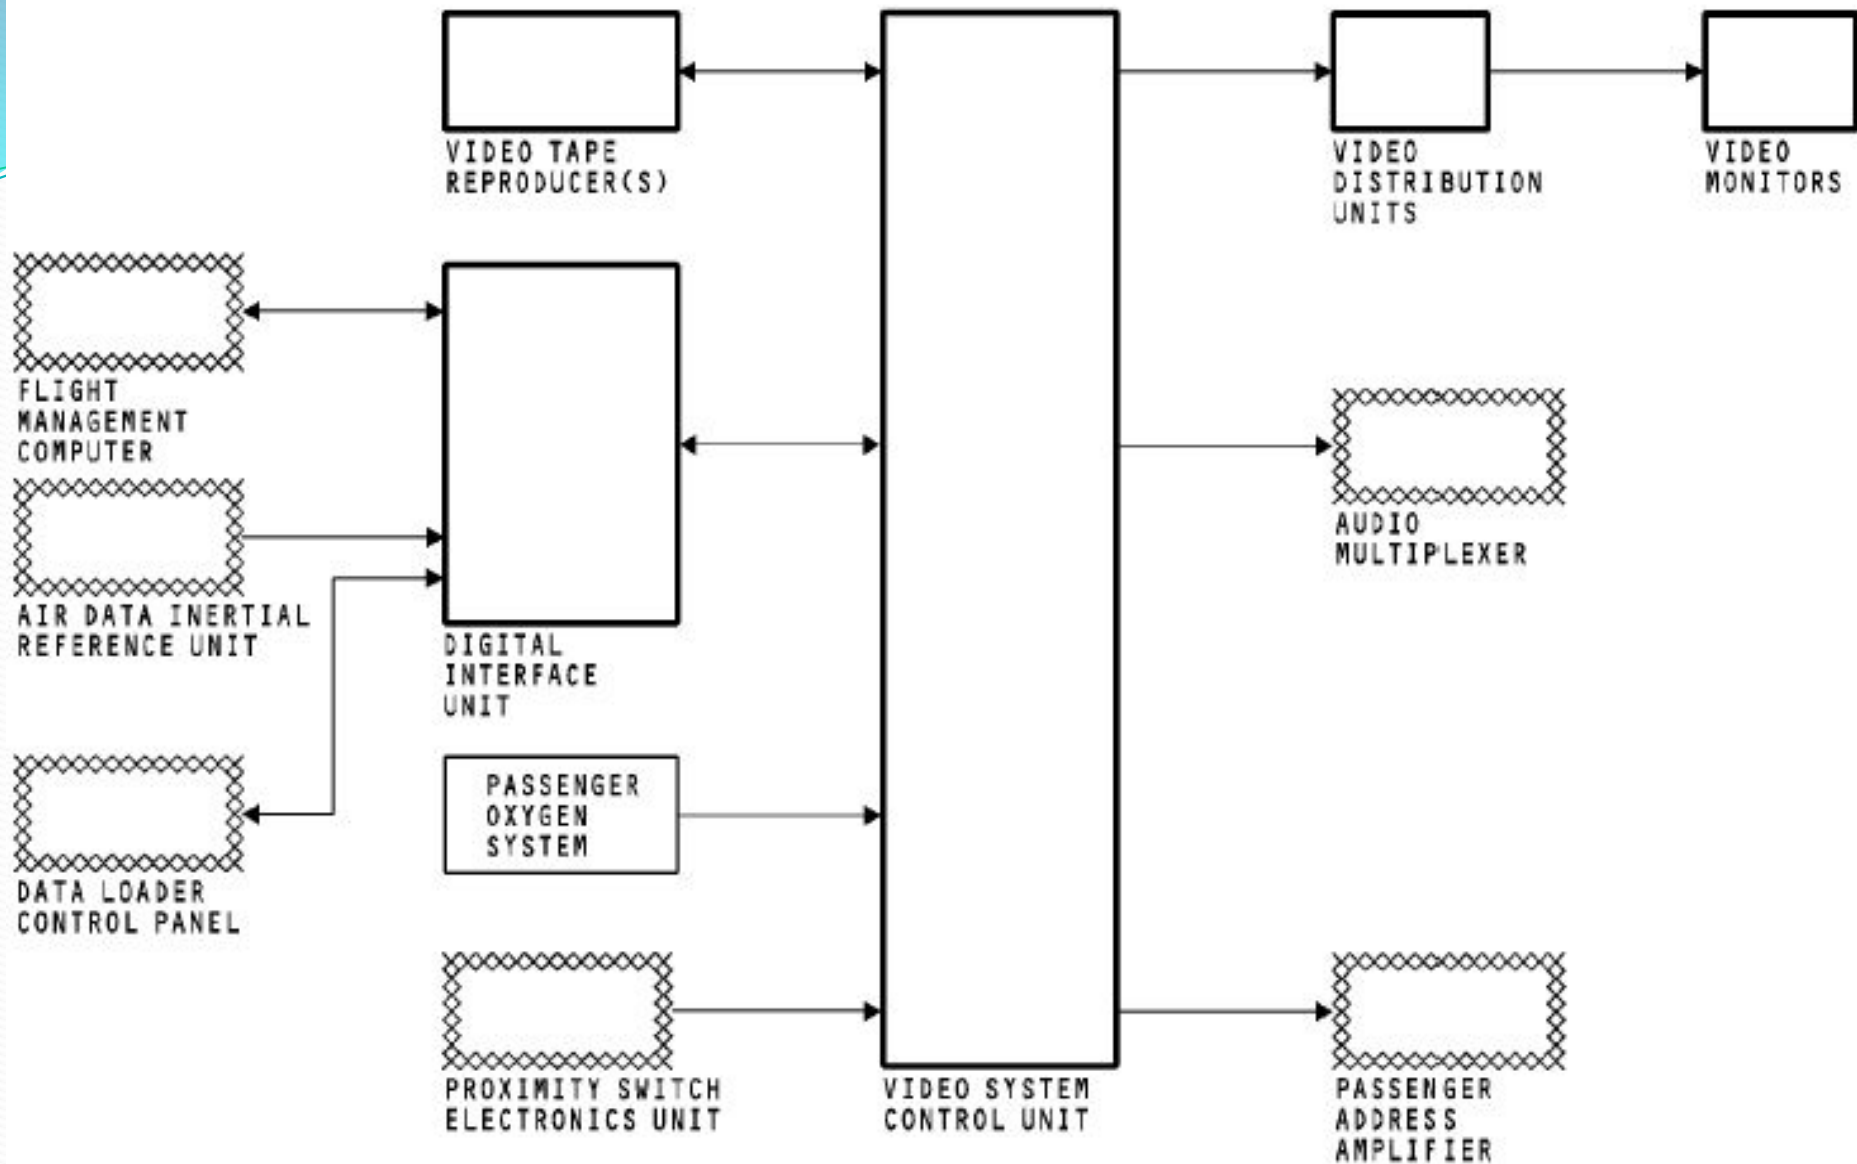 VIDEO TAPE
REPRODUCER(S)
VIDEO
DISTRIBUTION
UNITS
VIDEO
MONITORS
FLIGHT
MANAGEMENT
COMPUTER
AIR DATA INERTIAL
REFERENCE UNIT
DIGITAL
INTERFACE
UNIT
AUDIO
MULTIPLEXER
PASSENGER
OXYGEN
SYSTEM
DATA LOADER
CONTROL PANEL
PROXIMITY SWITCH
ELECTRONICS UNIT
VIDEO SYSTEM
CONTROL UNIT
PASSENGER
ADDRESS
AMPLIFIER